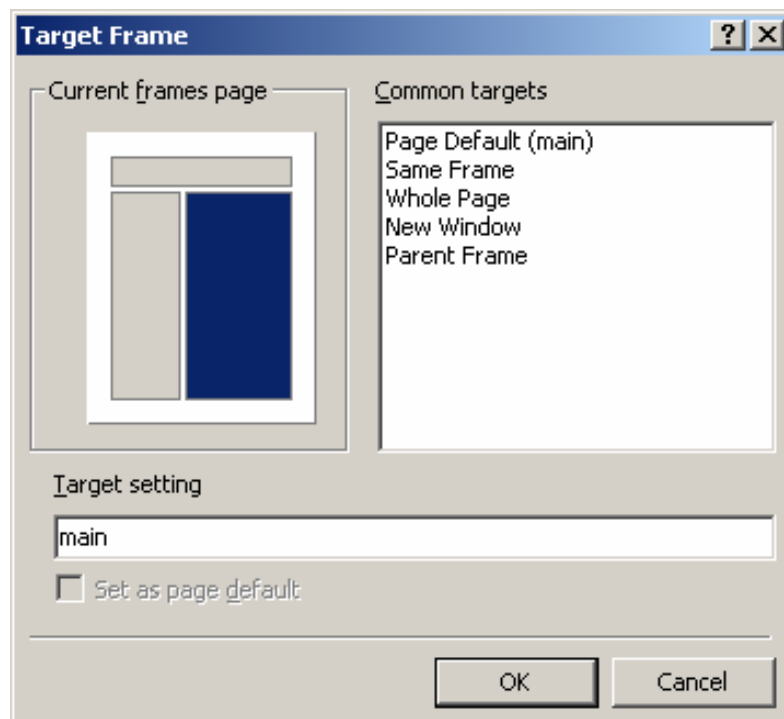 Target Frame
Current frames page
Common targets
Page Default (main)
Same Frame
Whole Page
New Window
Parent Frame
Target setting
main
Set as page default
OK
Cancel